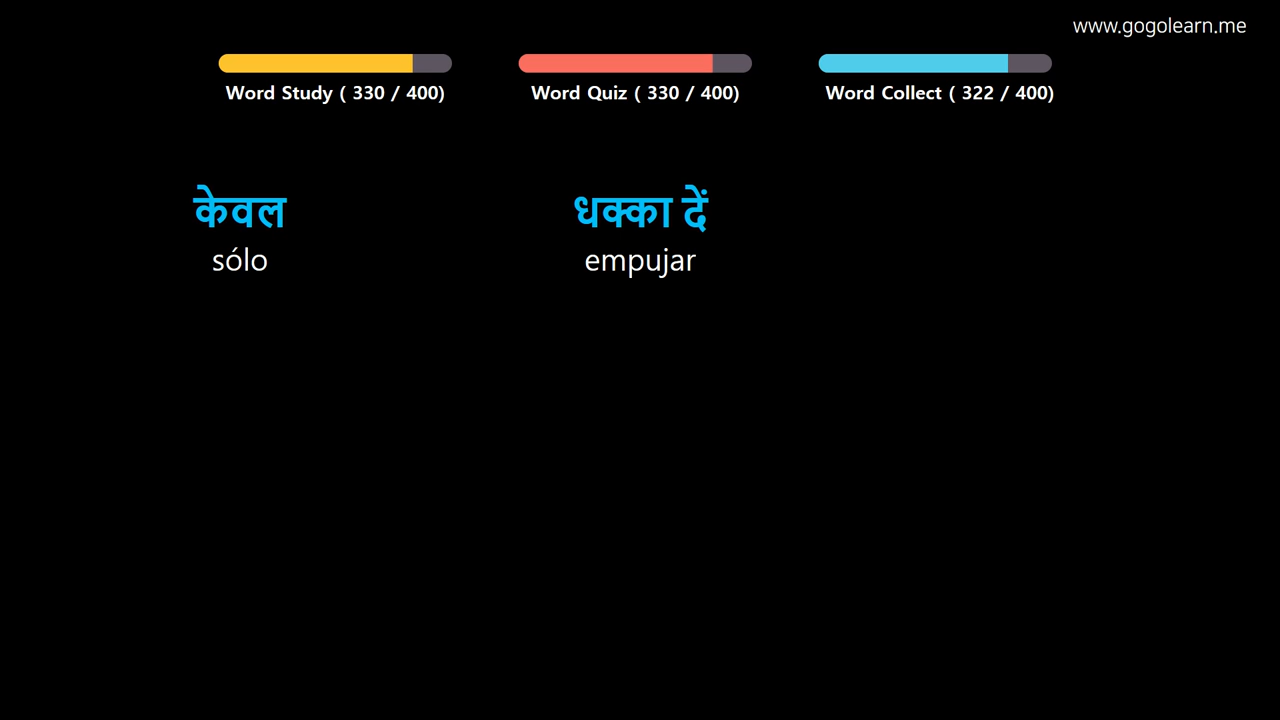 www.gogolearn.me
Word Study ( 330 / 400)
Word Quiz ( 330 / 400)
Word Collect ( 322 / 400)
केवल
sólo
धक्का दें
empujar